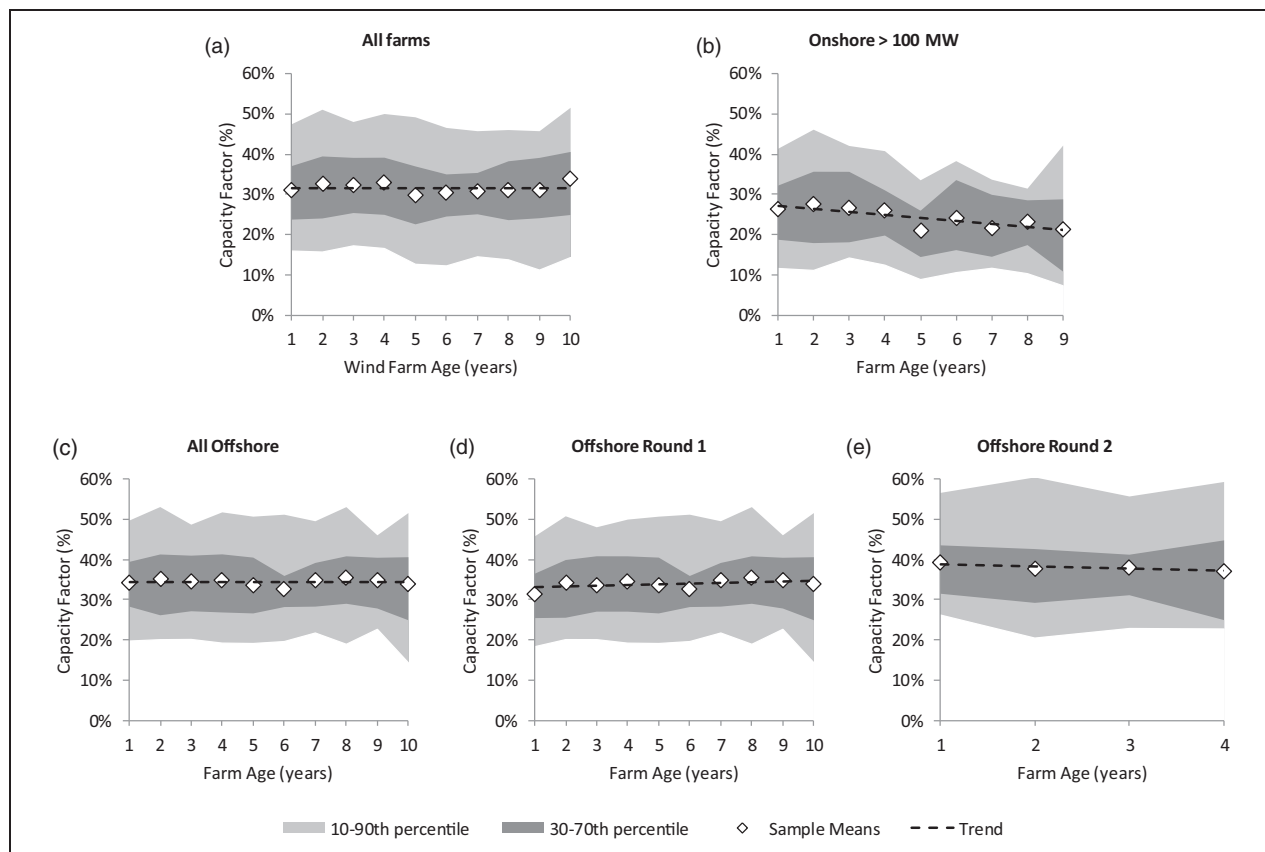 (a) All farms
60%
50%
40%
30%
20%
10%
0%
Capacity Factor (%)
1 2 3 4 5 6 7 8 9 10
Wind Farm Age (years)
(b) Onshore > 100 MW
60%
50%
40%
30%
20%
10%
0%
Capacity Factor (%)
1 2 3 4 5 6 7 8 9
Farm Age (years)
(c) All Offshore
60%
50%
40%
30%
20%
10%
0%
Capacity Factor (%)
1 2 3 4 5 6 7 8 9 10
Farm Age (years)
(d) Offshore Round 1
60%
50%
40%
30%
20%
10%
0%
Capacity Factor (%)
1 2 3 4 5 6 7 8 9 10
Farm Age (years)
(e) Offshore Round 2
60%
50%
40%
30%
20%
10%
0%
Capacity Factor (%)
1 2 3 4
Farm Age (years)
10-90th percentile 30-70th percentile Sample Means Trend